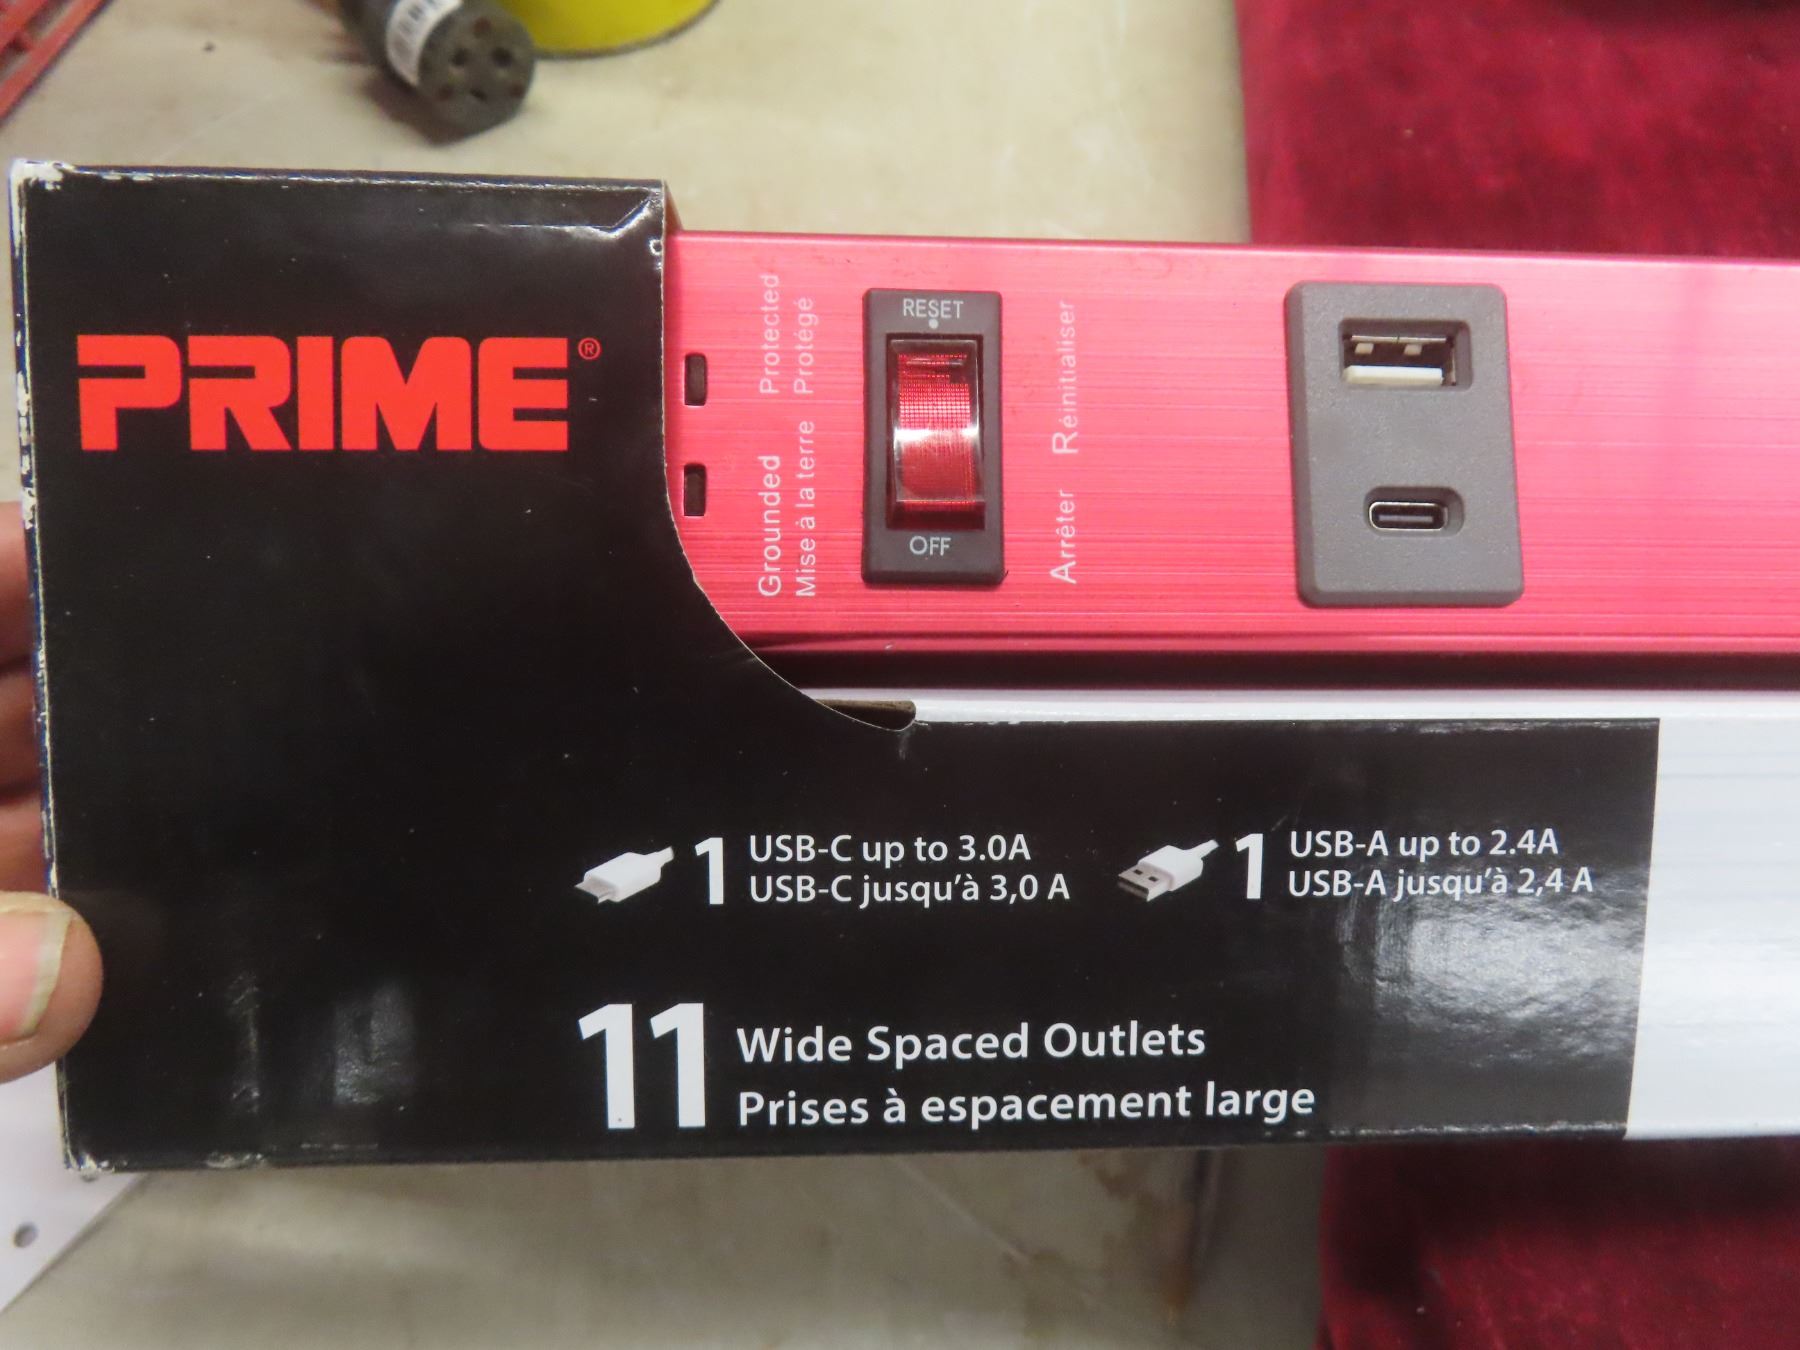 PRIME®
Grounded Protected
Mise à la terre Protégé
RESET
OFF
Arrêter Réinitialiser
1 USB-C up to 3.0A
USB-C jusqu'à 3,0 A
1 USB-A up to 2.4A
USB-A jusqu'à 2,4 A
11 Wide Spaced Outlets
Prises à espacement large